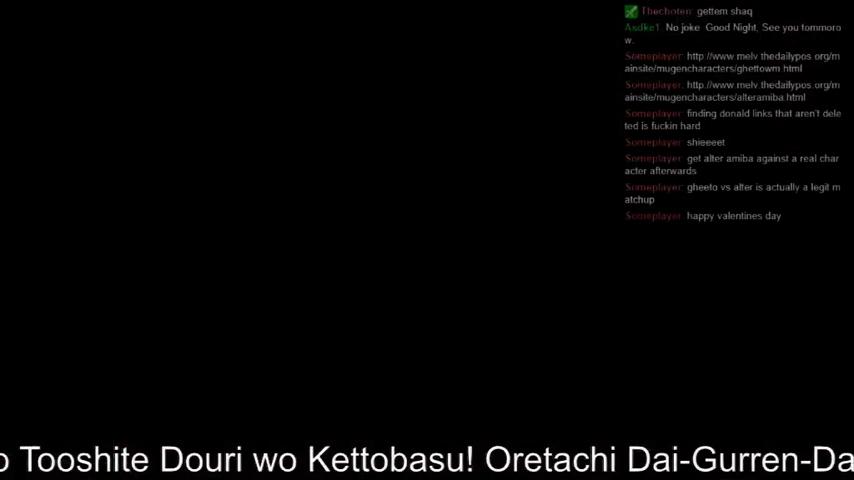 Thechoten: gettem shaq
Asdke1: No joke Good Night, See you tommoro
w.
Someplayer: http://www.melv.thedailypos.org/m
ainsite/mugencharacters/ghettowm.html
Someplayer: http://www.melv.thedailypos.org/m
ainsite/mugencharacters/alteramiba.html
Someplayer: finding donald links that aren't dele
ted is fuckin hard
Someplayer: shieeeet
Someplayer: get alter amiba against a real char
acter afterwards
Someplayer: gheeto vs alter is actually a legit m
atchup
Someplayer: happy valentines day
o Tooshite Douri wo Kettobasu! Oretachi Dai-Gurren-Da